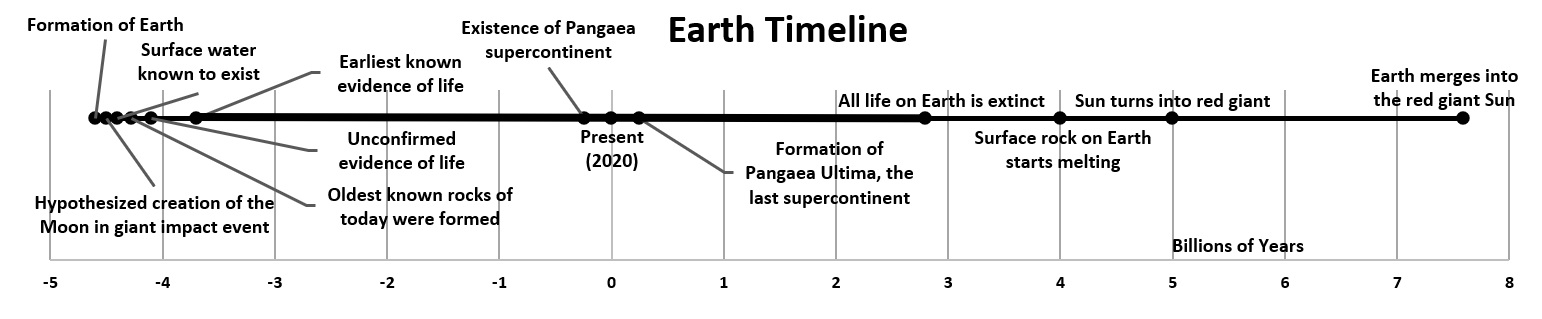 Earth Timeline
Formation of Earth
Surface water
known to exist
Earliest known
evidence of life
Existence of Pangaea
supercontinent
All life on Earth is extinct
Sun turns into red giant
Earth merges into
the red giant Sun
Hypothesized creation of the
Moon in giant impact event
Unconfirmed
evidence of life
Oldest known rocks of
today were formed
Present
(2020)
Formation of
Pangaea Ultima, the
last supercontinent
Surface rock on Earth
starts melting
Billions of Years
-5 -4 -3 -2 -1 0 1 2 3 4 5 6 7 8